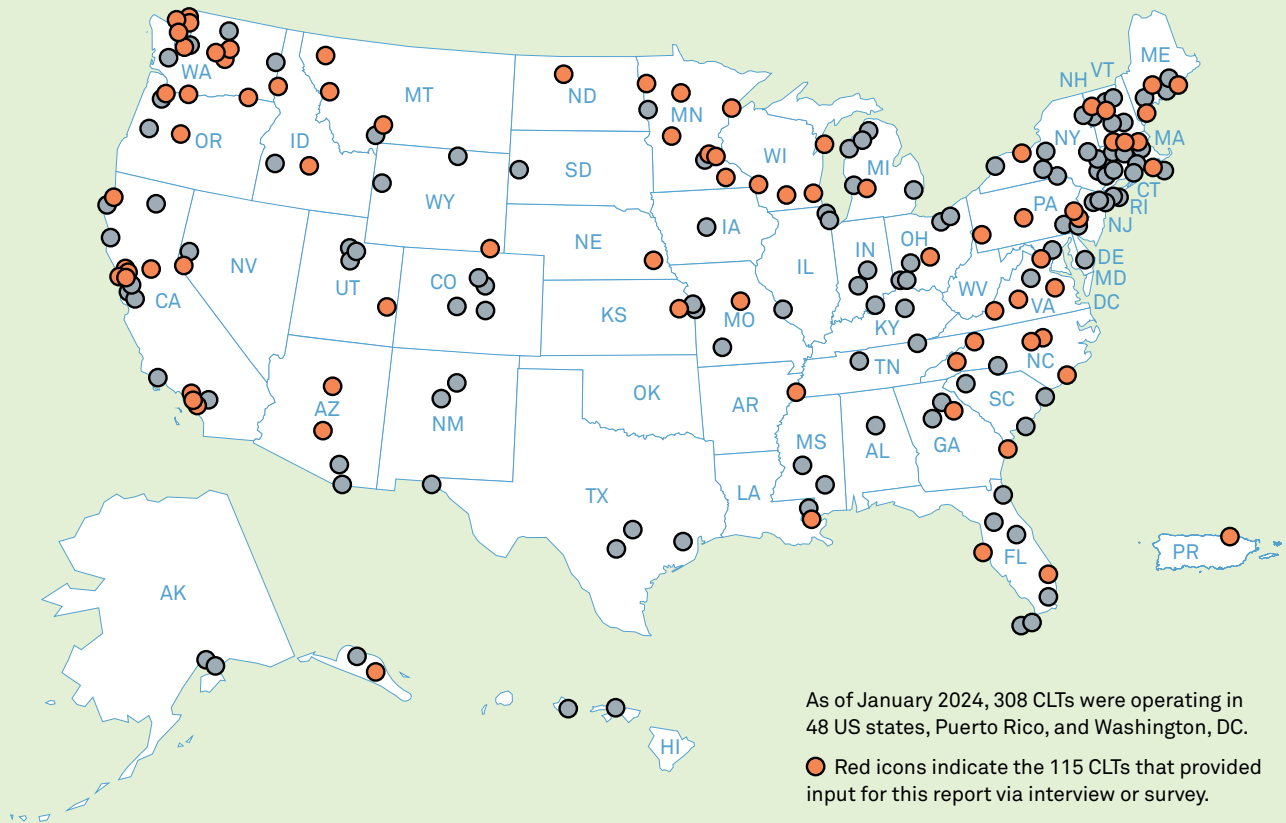 ME
VT
NH
WA
MT
ND
MN
OR
ID
NY
MA
WI
MI
SD
WY
CT
PA
RI
IA
NJ
NE
OH
IN
NV
DE
IL
UT
CO
MD
WV
CA
DC
VA
KS
MO
KY
NC
TN
OK
SC
AZ
AR
NM
MS
AL
GA
LA
TX
PR
FL
AK
As of January 2024, 308 CLTs were operating in
48 US states, Puerto Rico, and Washington, DC.
HI
Red icons indicate the 115 CLTs that provided
input for this report via interview or survey.